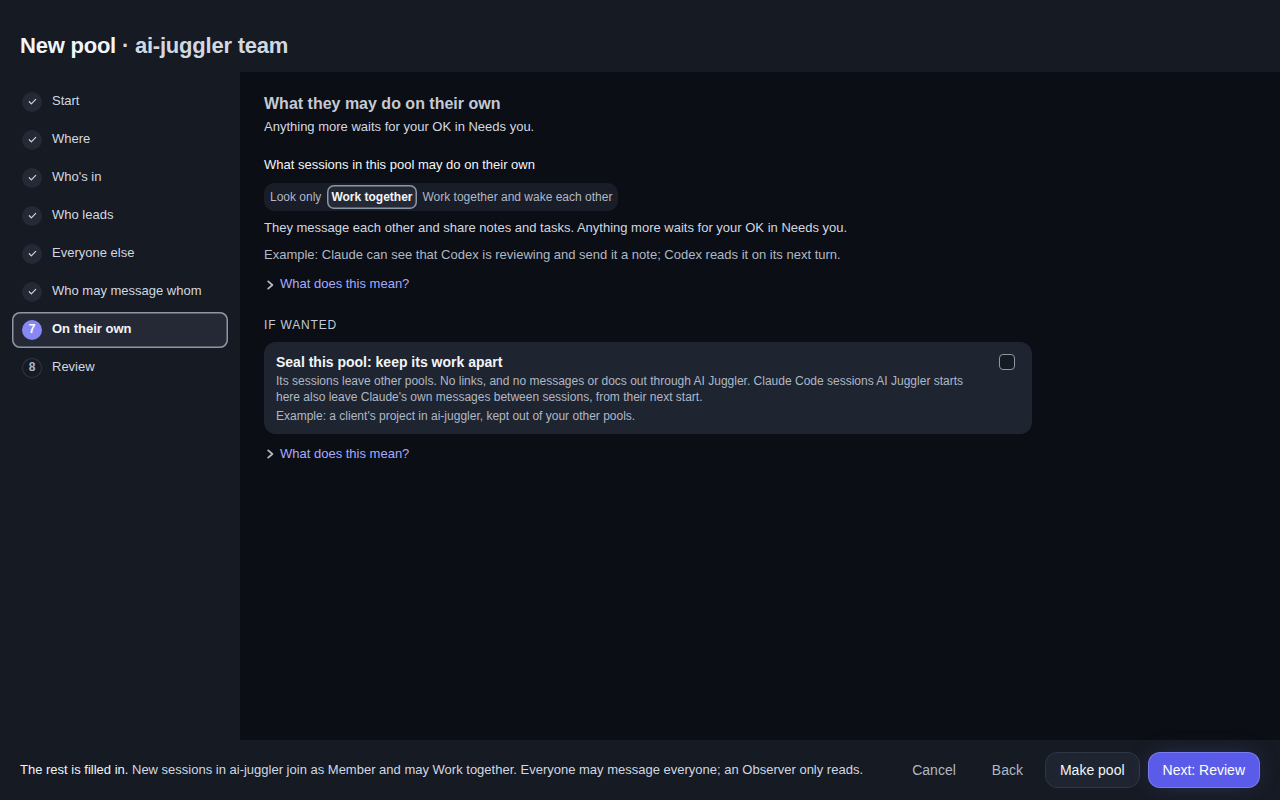 New pool · ai-juggler team
Start
Where
Who's in
Who leads
Everyone else
Who may message whom
7 On their own
8 Review
What they may do on their own
Anything more waits for your OK in Needs you.
What sessions in this pool may do on their own
Look only Work together Work together and wake each other
They message each other and share notes and tasks. Anything more waits for your OK in Needs you.
Example: Claude can see that Codex is reviewing and send it a note; Codex reads it on its next turn.
What does this mean?
IF WANTED
Seal this pool: keep its work apart
Its sessions leave other pools. No links, and no messages or docs out through AI Juggler. Claude Code sessions AI Juggler starts
here also leave Claude's own messages between sessions, from their next start.
Example: a client's project in ai-juggler, kept out of your other pools.
What does this mean?
The rest is filled in. New sessions in ai-juggler join as Member and may Work together. Everyone may message everyone; an Observer only reads.
Cancel Back Make pool Next: Review